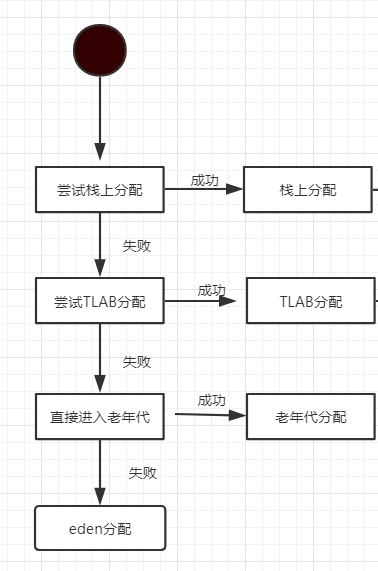 尝试栈上分配
成功
栈上分配
失败
尝试TLAB分配
成功
TLAB分配
失败
直接进入老年代
成功
老年代分配
失败
eden分配